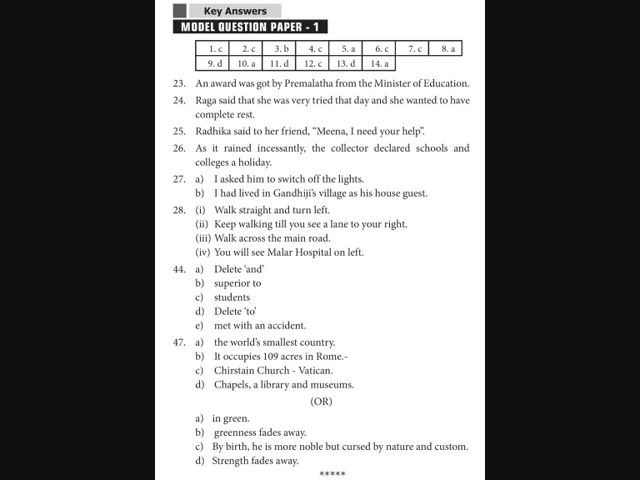 Key Answers
MODEL QUESTION PAPER - 1
1. c 2. c 3. b 4. c 5. a 6. c 7. c 8. a
9. d 10. a 11. d 12. c 13. d 14. a
23. An award was got by Premalatha from the Minister of Education.
24. Raga said that she was very tried that day and she wanted to have
complete rest.
25. Radhika said to her friend, “Meena, I need your help”.
26. As it rained incessantly, the collector declared schools and
colleges a holiday.
27. a) I asked him to switch off the lights.
b) I had lived in Gandhiji’s village as his house guest.
28. (i) Walk straight and turn left.
(ii) Keep walking till you see a lane to your right.
(iii) Walk across the main road.
(iv) You will see Malar Hospital on left.
44. a) Delete ‘and’
b) superior to
c) students
d) Delete ‘to’
e) met with an accident.
47. a) the world’s smallest country.
b) It occupies 109 acres in Rome.-
c) Chirstain Church - Vatican.
d) Chapels, a library and museums.
(OR)
a) in green.
b) greenness fades away.
c) By birth, he is more noble but cursed by nature and custom.
d) Strength fades away.
*****